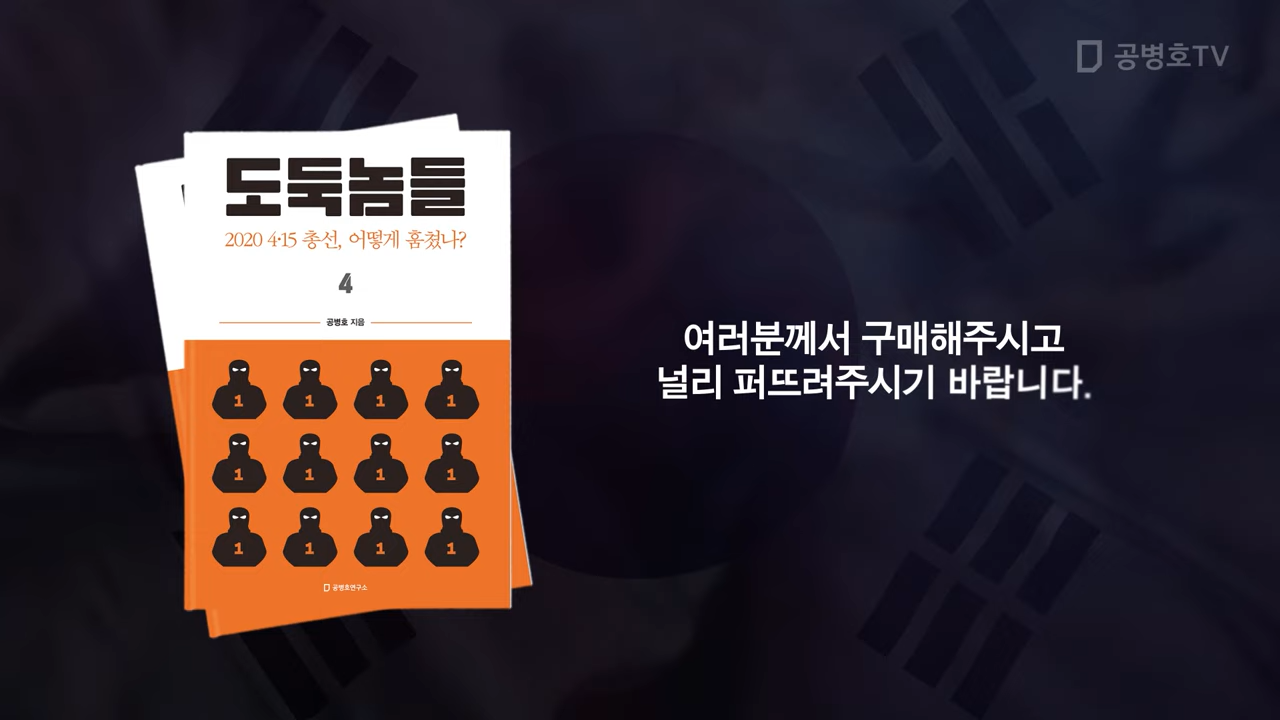 공병호TV
도둑놈들
2020 4·15 총선, 어떻게 훔쳤나?
4
공병호 지음
1 1 1 1
1 1 1 1
1 1 1 1
공병호연구소
여러분께서 구매해주시고
널리 퍼뜨려주시기 바랍니다.